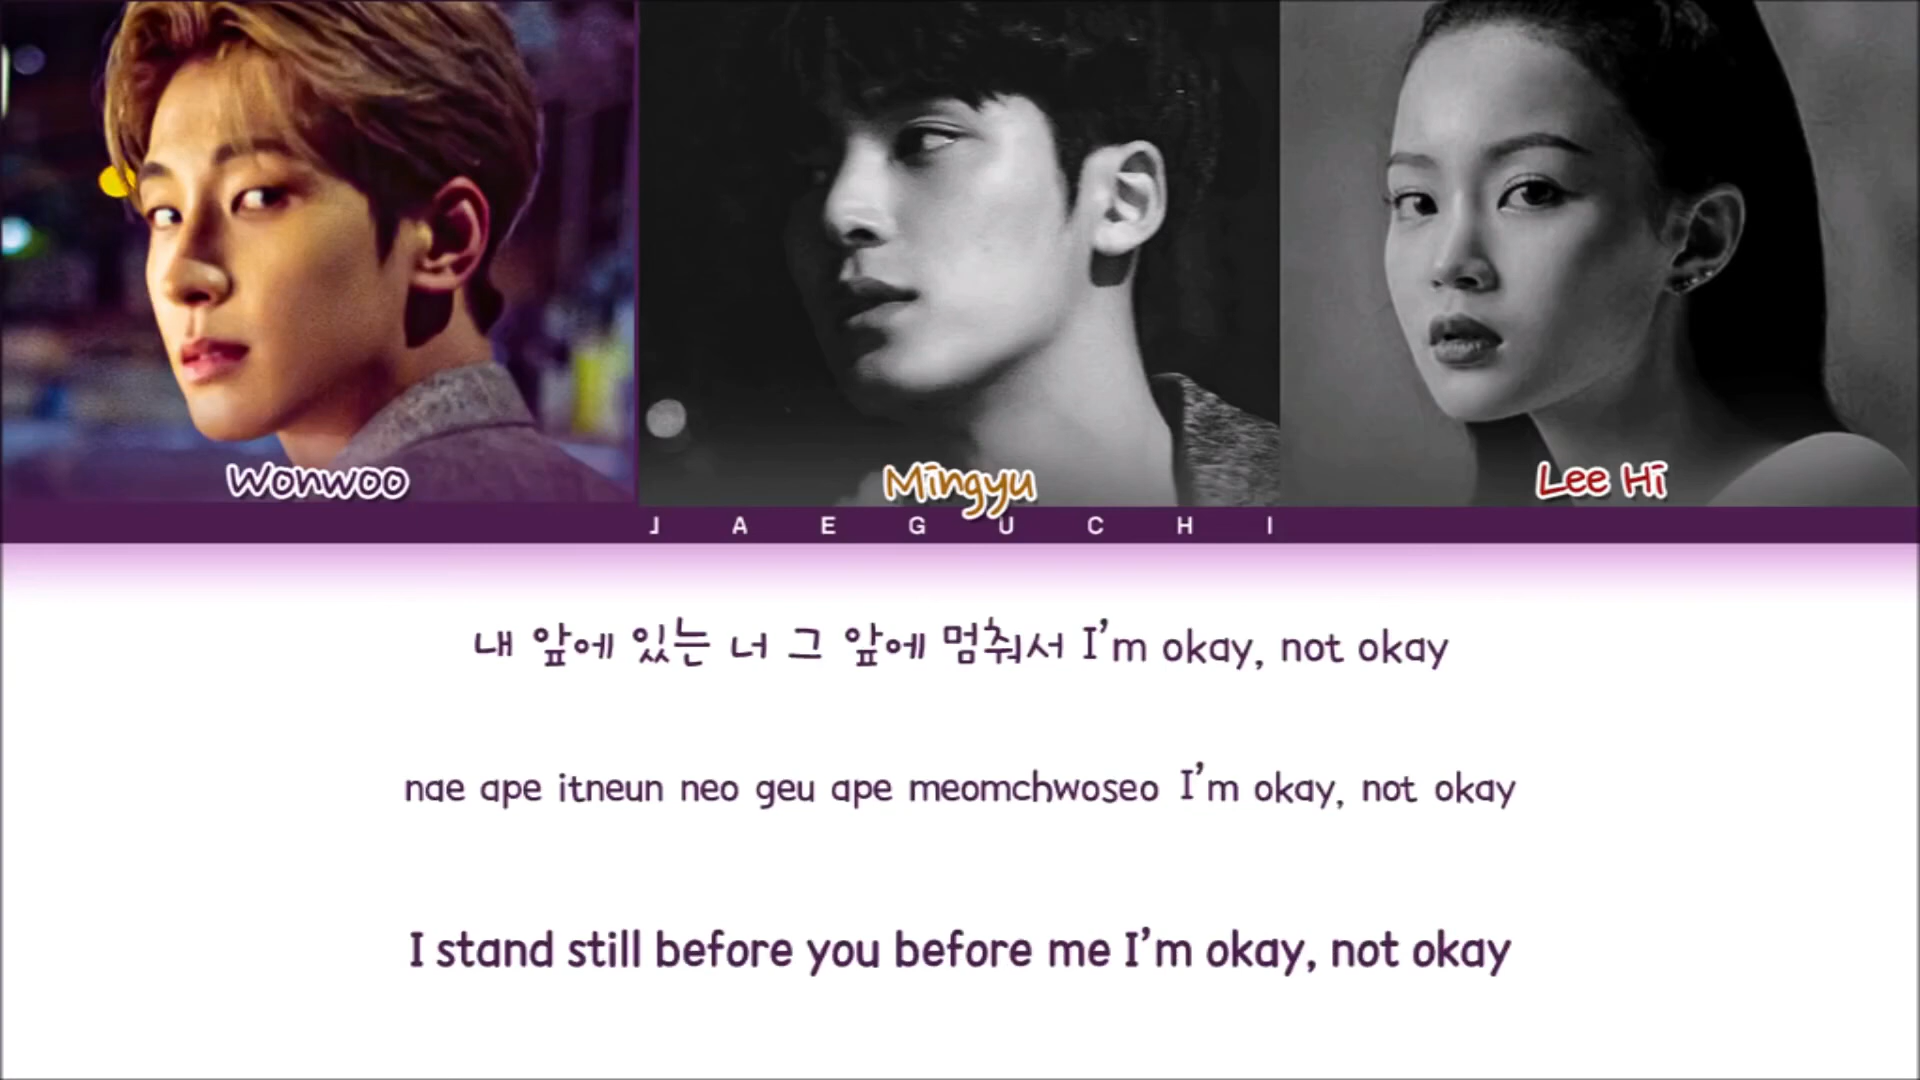 Wonwoo
Mingyu
Lee Hi
JAEGUCHI
내 앞에 있는 너 그 앞에 멈춰서 I'm okay, not okay
nae ape itneun neo geu ape meomchwoseo I'm okay, not okay
I stand still before you before me I'm okay, not okay